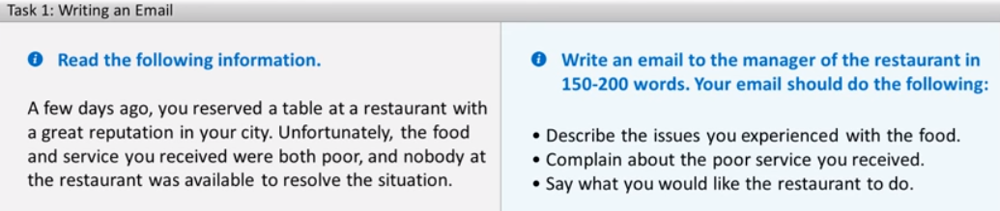 Task 1: Writing an Email
Read the following information.
A few days ago, you reserved a table at a restaurant with
a great reputation in your city. Unfortunately, the food
and service you received were both poor, and nobody at
the restaurant was available to resolve the situation.
Write an email to the manager of the restaurant in
150-200 words. Your email should do the following:
• Describe the issues you experienced with the food.
• Complain about the poor service you received.
• Say what you would like the restaurant to do.